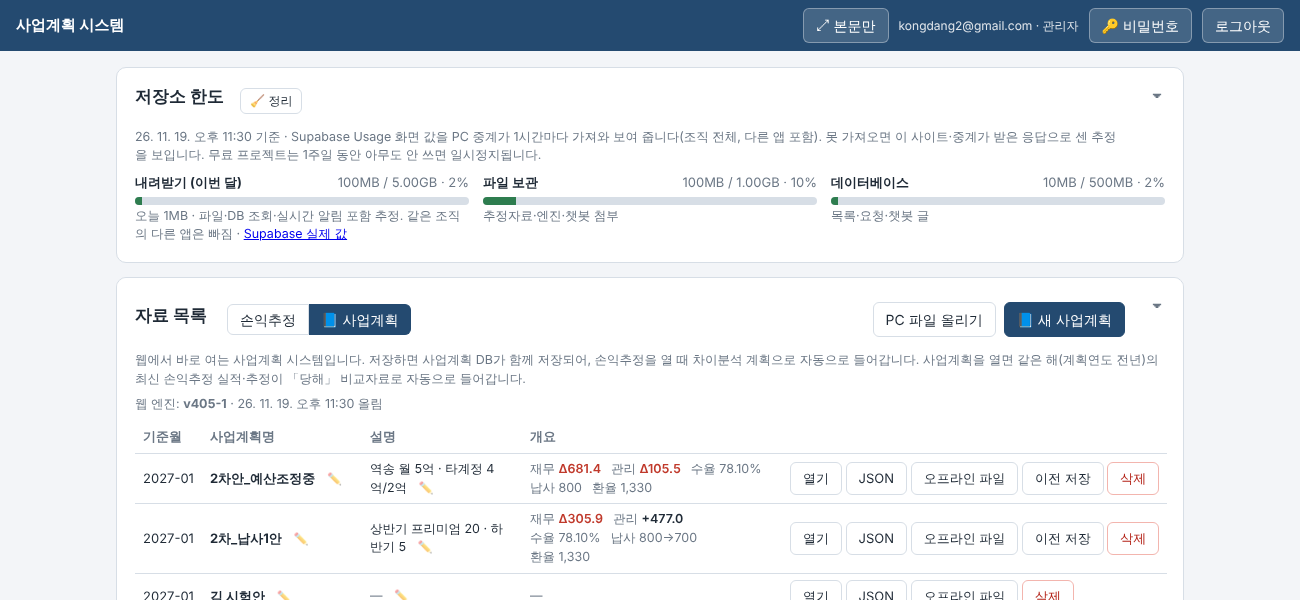 사업계획 시스템
⤢ 본문만
kongdang2@gmail.com · 관리자
🔑 비밀번호
로그아웃
저장소 한도
🧹 정리
26. 11. 19. 오후 11:30 기준 · Supabase Usage 화면 값을 PC 중계가 1시간마다 가져와 보여 줍니다(조직 전체, 다른 앱 포함). 못 가져오면 이 사이트·중계가 받은 응답으로 센 추정
을 보입니다. 무료 프로젝트는 1주일 동안 아무도 안 쓰면 일시정지됩니다.
내려받기 (이번 달) 100MB / 5.00GB · 2%
오늘 1MB · 파일·DB 조회·실시간 알림 포함 추정. 같은 조직
의 다른 앱은 빠짐 · Supabase 실제 값
파일 보관 100MB / 1.00GB · 10%
추정자료·엔진·챗봇 첨부
데이터베이스 10MB / 500MB · 2%
목록·요청·챗봇 글
자료 목록
손익추정
📘 사업계획
PC 파일 올리기
📘 새 사업계획
웹에서 바로 여는 사업계획 시스템입니다. 저장하면 사업계획 DB가 함께 저장되어, 손익추정을 열 때 차이분석 계획으로 자동으로 들어갑니다. 사업계획을 열면 같은 해(계획연도 전년)의
최신 손익추정 실적·추정이 「당해」 비교자료로 자동으로 들어갑니다.
웹 엔진: v405-1 · 26. 11. 19. 오후 11:30 올림
기준월 사업계획명 설명 개요
2027-01 2차안_예산조정중 ✏️
역송 월 5억 · 타계정 4
억/2억 ✏️
재무 Δ681.4 관리 Δ105.5 수율 78.10%
납사 800 환율 1,330
열기 JSON 오프라인 파일 이전 저장 삭제
2027-01 2차_납사1안 ✏️
상반기 프리미엄 20 · 하
반기 5 ✏️
재무 Δ305.9 관리 +477.0
수율 78.10% 납사 800→700
환율 1,330
열기 JSON 오프라인 파일 이전 저장 삭제
2027-01 김 시험안 ✏️ — ✏️ —
열기 JSON 오프라인 파일 삭제